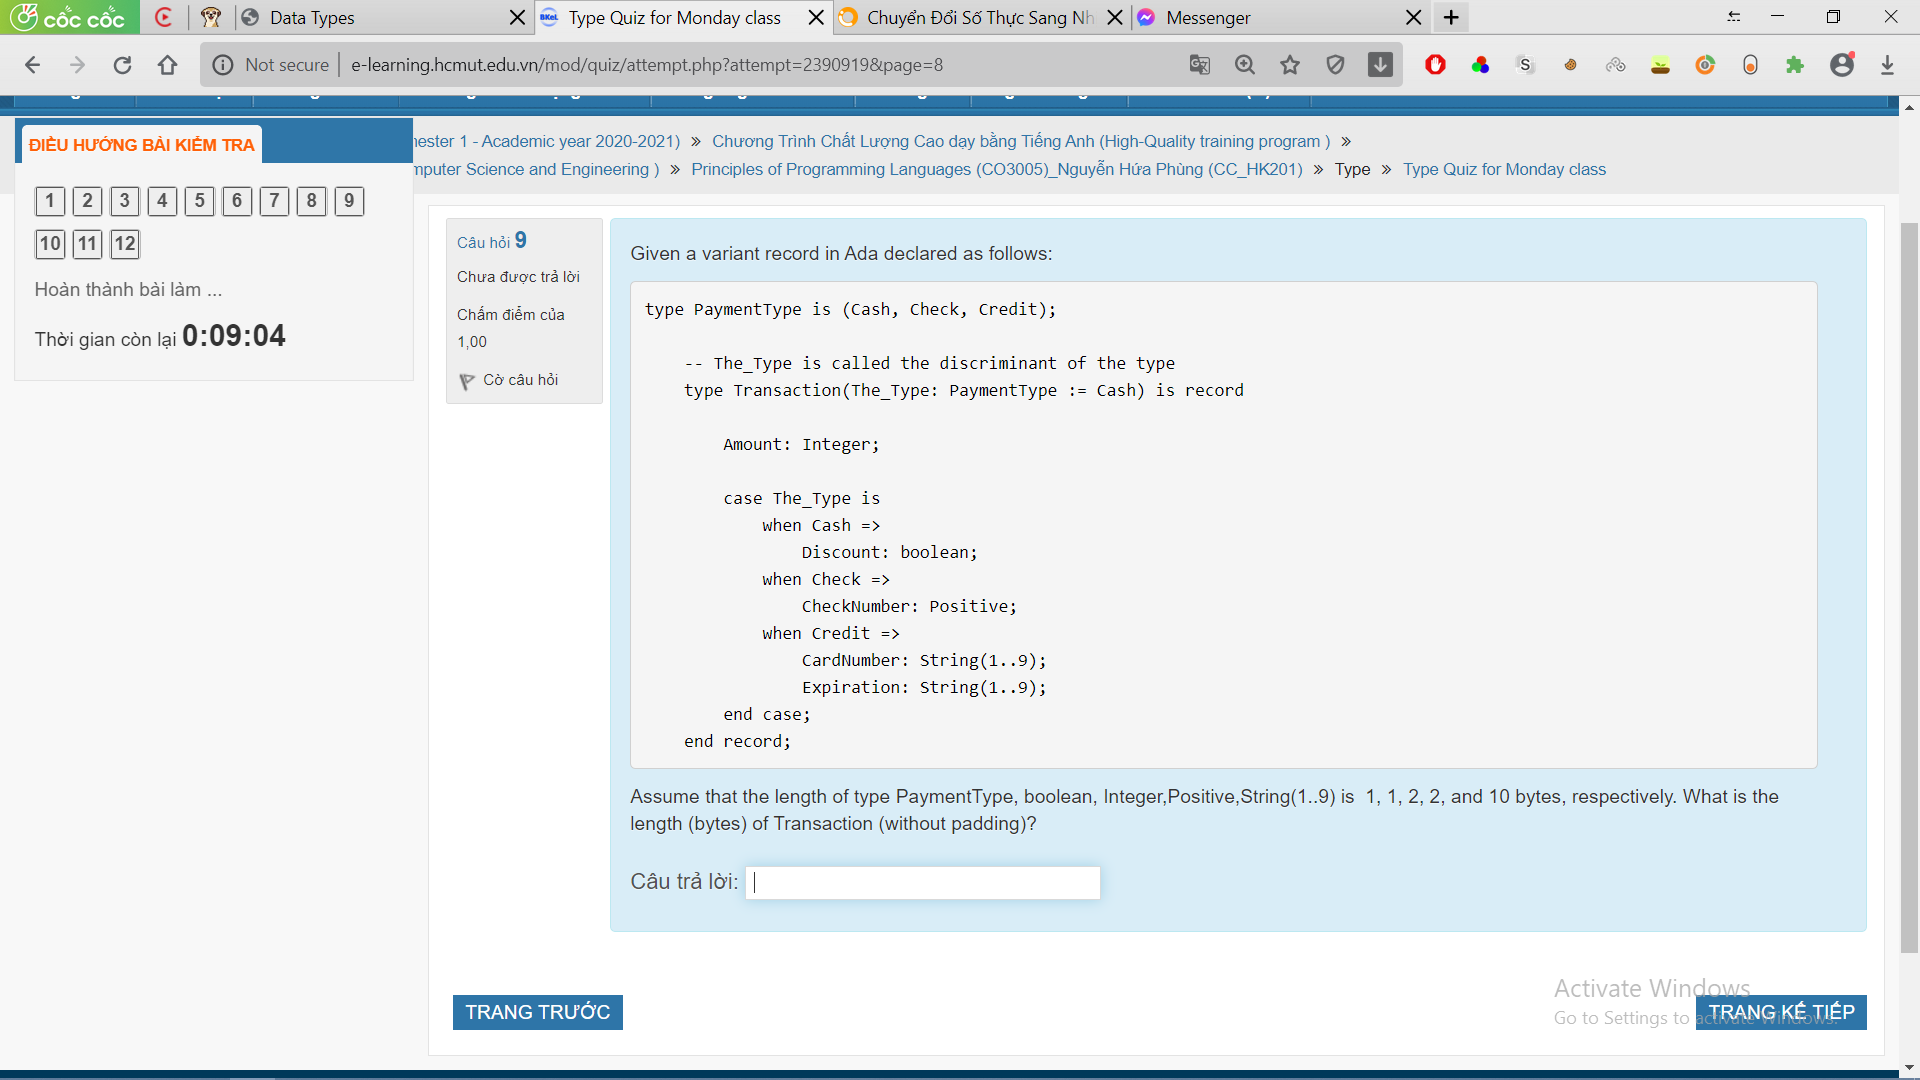 cốc cốc
Data Types
Type Quiz for Monday class
Chuyển Đổi Số Thực Sang Nh
Messenger
Not secure
e-learning.hcmut.edu.vn/mod/quiz/attempt.php?attempt=2390919&page=8
ĐIỀU HƯỚNG BÀI KIỂM TRA
1 2 3 4 5 6 7 8 9
10 11 12
Hoàn thành bài làm ...
Thời gian còn lại 0:09:04
ester 1 - Academic year 2020-2021) » Chương Trình Chất Lượng Cao dạy bằng Tiếng Anh (High-Quality training program ) »
mputer Science and Engineering ) » Principles of Programming Languages (CO3005)_Nguyễn Hứa Phùng (CC_HK201) » Type » Type Quiz for Monday class
Câu hỏi 9
Chưa được trả lời
Chấm điểm của
1,00
Cờ câu hỏi
Given a variant record in Ada declared as follows:
type PaymentType is (Cash, Check, Credit);
-- The_Type is called the discriminant of the type
type Transaction(The_Type: PaymentType := Cash) is record
Amount: Integer;
case The_Type is
when Cash =>
Discount: boolean;
when Check =>
CheckNumber: Positive;
when Credit =>
CardNumber: String(1..9);
Expiration: String(1..9);
end case;
end record;
Assume that the length of type PaymentType, boolean, Integer,Positive,String(1..9) is 1, 1, 2, 2, and 10 bytes, respectively. What is the
length (bytes) of Transaction (without padding)?
Câu trả lời:
TRANG TRƯỚC
TRANG KẾ TIẾP
Activate Windows
Go to Settings to activate Windows.